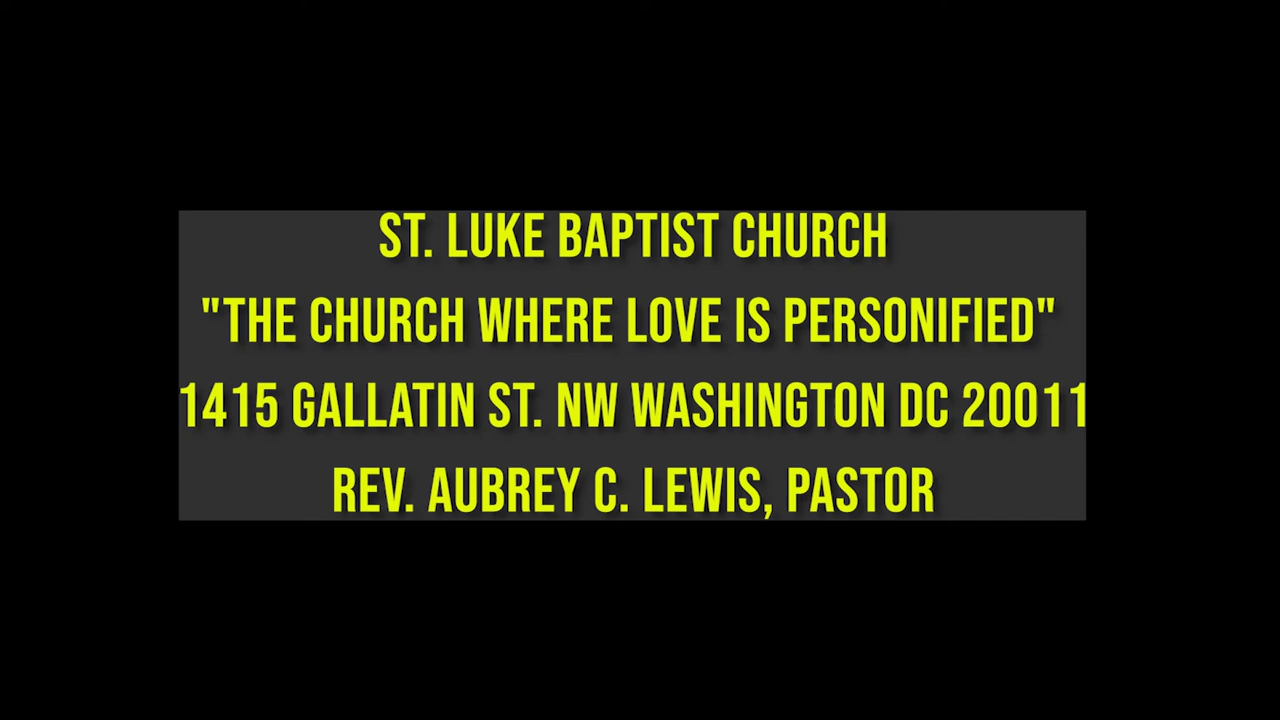 ST. LUKE BAPTIST CHURCH
"THE CHURCH WHERE LOVE IS PERSONIFIED"
1415 GALLATIN ST. NW WASHINGTON DC 20011
REV. AUBREY C. LEWIS, PASTOR